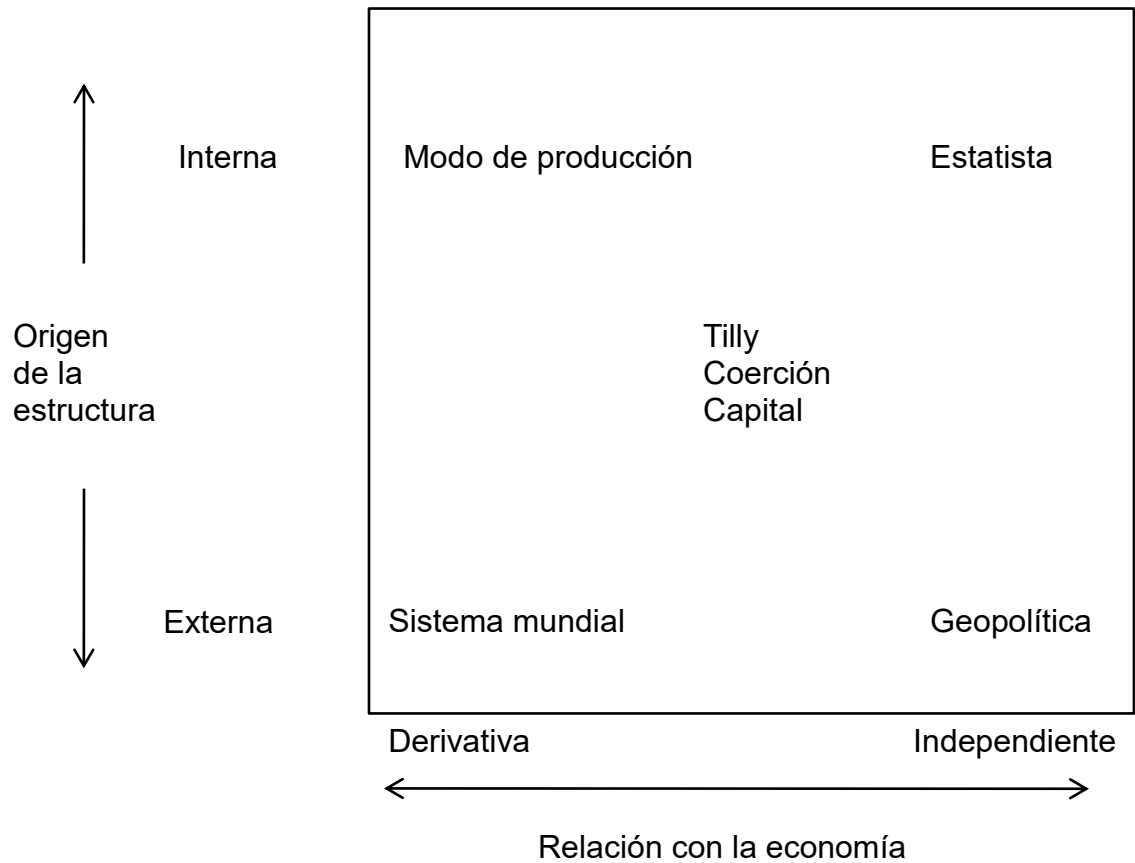 Interna
Modo de producción
Estatista
Origen
de la
estructura
Tilly
Coerción
Capital
Externa
Sistema mundial
Geopolítica
Derivativa
Independiente
Relación con la economía